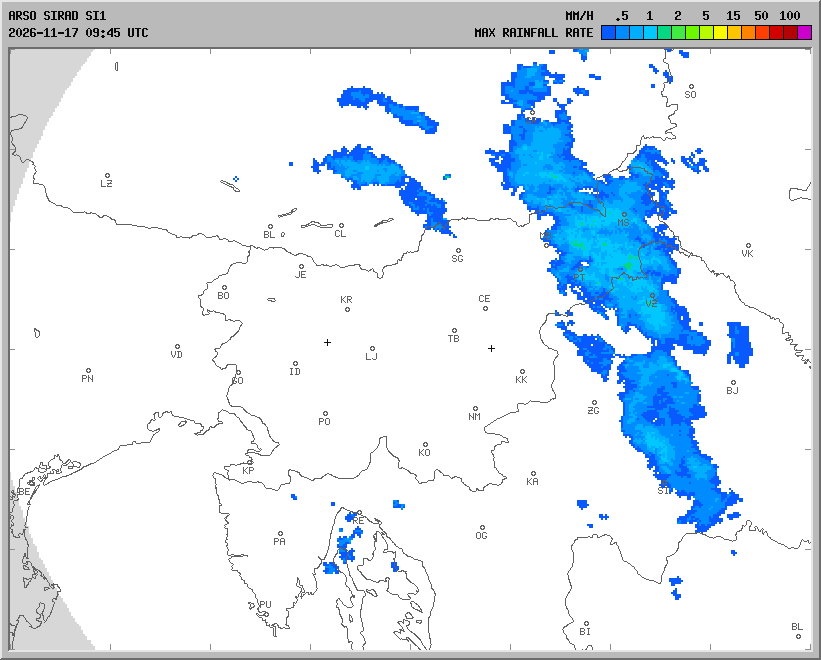 ARSO SIRAD SI1
2026-11-17 09:45 UTC
MM/H .5 1 2 5 15 50 100
MAX RAINFALL RATE
SO
LZ
MS
BL
CL
MB
VK
SG
JE
PT
BO
KR
CE
VZ
TB
VD
LJ
ID
GO
KK
PN
BJ
PO
NM
ZG
KO
KP
KA
BE
SI
RE
PA
OG
PU
BI
BL